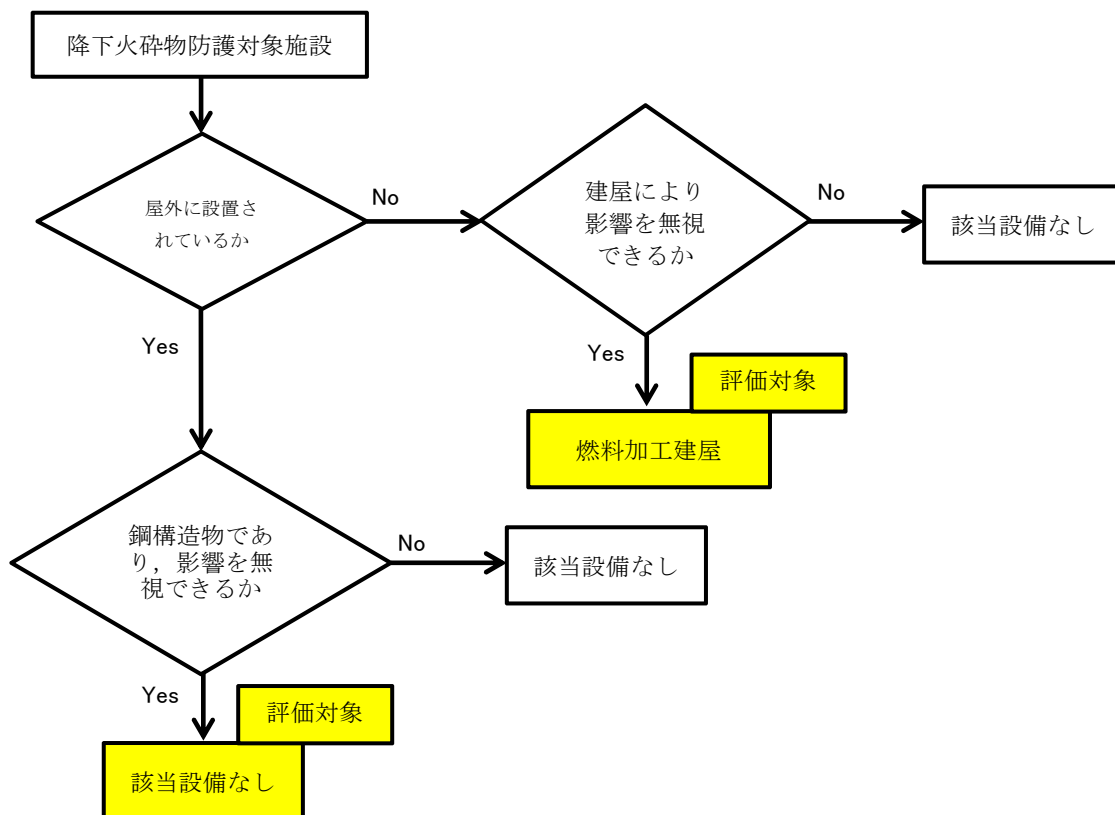 降下火砕物防護対象施設
屋外に設置さ
れているか
No
建屋により
影響を無視
できるか
No
該当設備なし
Yes
Yes
評価対象
燃料加工建屋
鋼構造物であ
り，影響を無
視できるか
No
該当設備なし
Yes
評価対象
該当設備なし